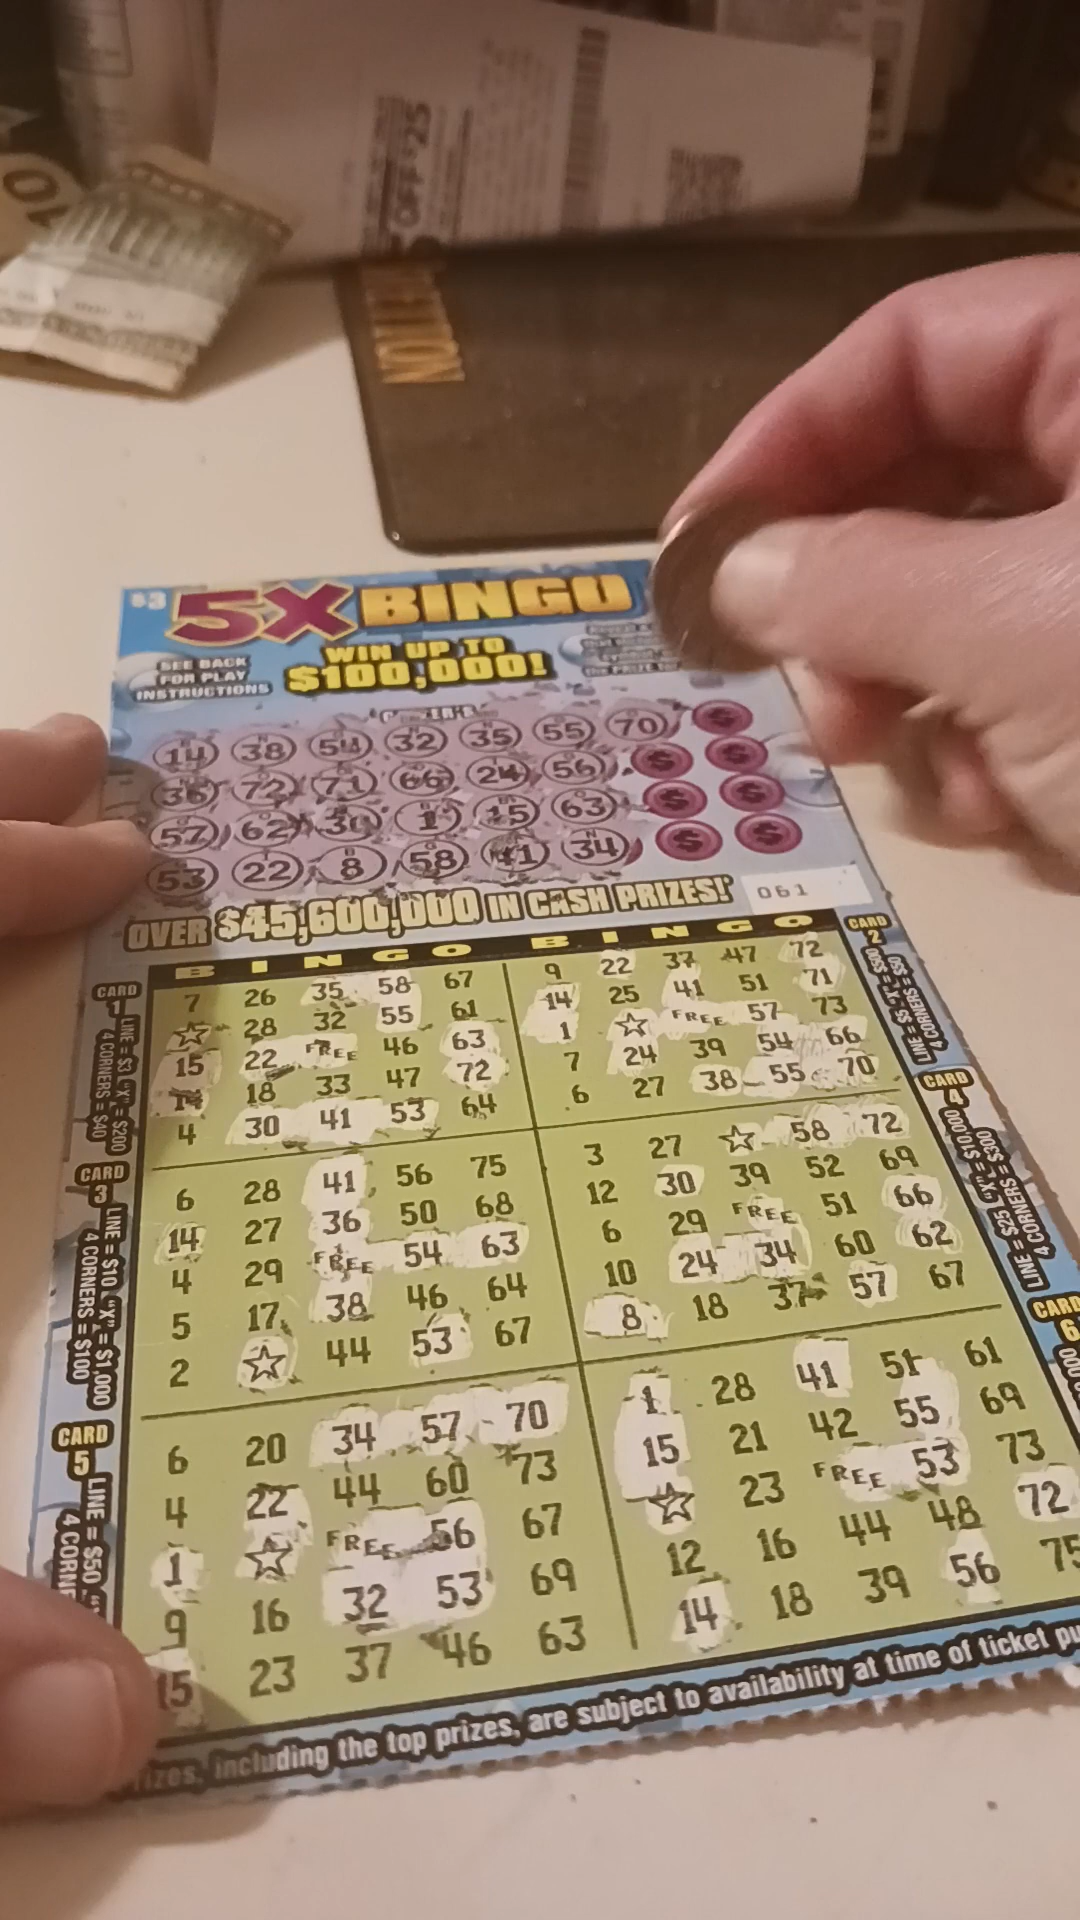 OFF $25
$3
5X BINGO
WIN UP TO
$100,000!
SEE BACK
FOR PLAY
INSTRUCTIONS
14 38 54 32 35 55 70 $
36 72 71 66 24 56 $ $
57 62 30 1 15 63 $ $
53 22 8 58 41 34 $ $
OVER $45,600,000 IN CASH PRIZES!
061
B I N G O B I N G O
CARD 1
LINE = $3 "X" = $200
4 CORNERS = $40
7 26 35 58 67
☆ 28 32 55 61
15 22 FREE 46 63
14 18 33 47 72
4 30 41 53 64
CARD 2
4 CORNERS = $50
9 22 37 47 72
14 25 41 51 71
1 ☆ FREE 57 73
7 24 39 54 66
6 27 38 55 70
CARD 3
LINE = $10 "X" = $1,000
4 CORNERS = $100
6 28 41 56 75
14 27 36 50 68
4 29 FREE 54 63
5 17 38 46 64
2 ☆ 44 53 67
CARD 4
LINE = $25 "X" = $10,000
4 CORNERS = $300
3 27 ☆ 58 72
12 30 39 52 69
6 29 FREE 51 66
10 24 34 60 62
8 18 37 57 67
CARD 5
LINE = $50
4 CORNE
6 20 34 57 70
4 22 44 60 73
1 ☆ FREE 56 67
9 16 32 53 69
15 23 37 46 63
CARD
6
1 28 41 51 61
15 21 42 55 69
☆ 23 FREE 53 73
12 16 44 48 72
14 18 39 56 75
rizes, including the top prizes, are subject to availability at time of ticket pu